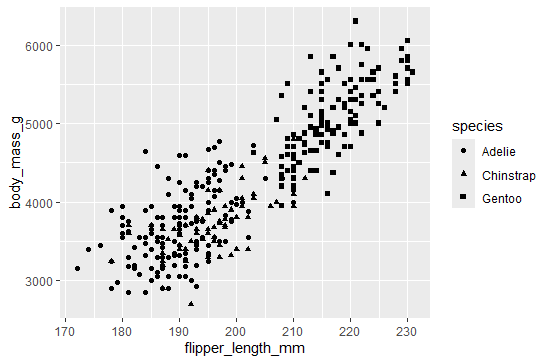 body_mass_g
6000
5000
4000
3000
170
180
190
200
210
220
230
flipper_length_mm
species
Adelie
Chinstrap
Gentoo